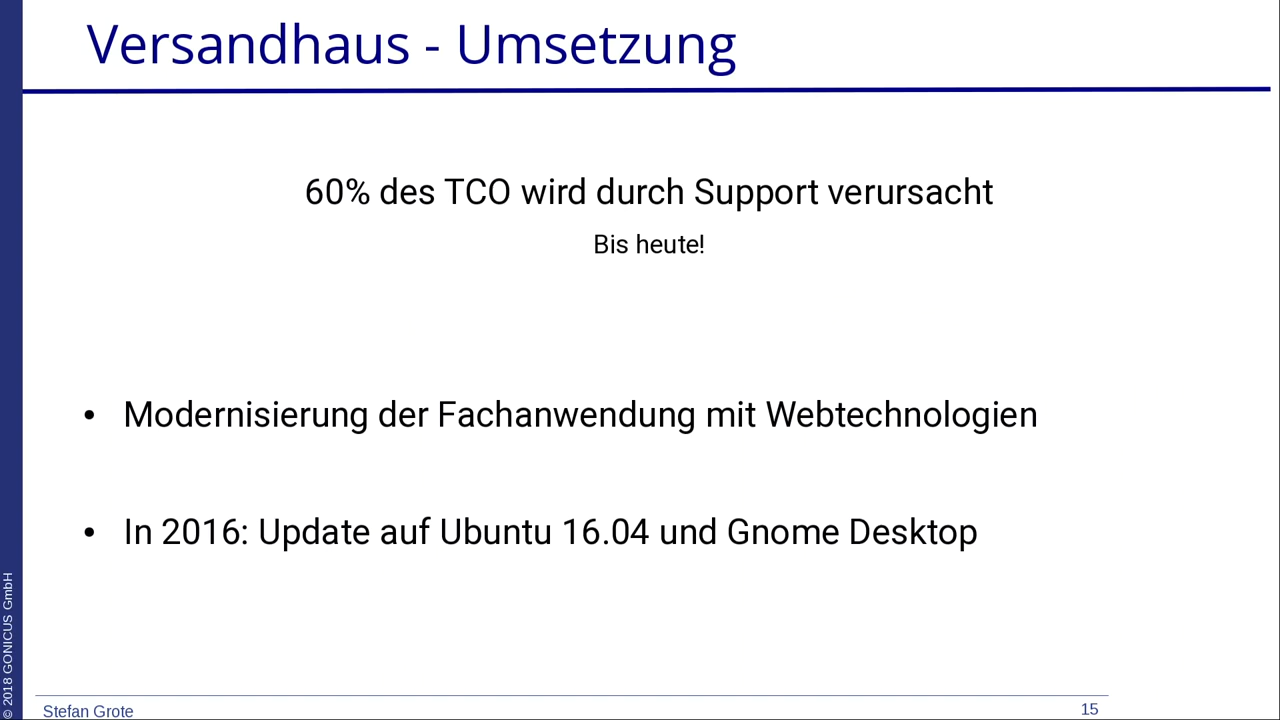 Versandhaus - Umsetzung
60% des TCO wird durch Support verursacht
Bis heute!
• Modernisierung der Fachanwendung mit Webtechnologien
• In 2016: Update auf Ubuntu 16.04 und Gnome Desktop
© 2018 GONICUS GmbH
Stefan Grote
15